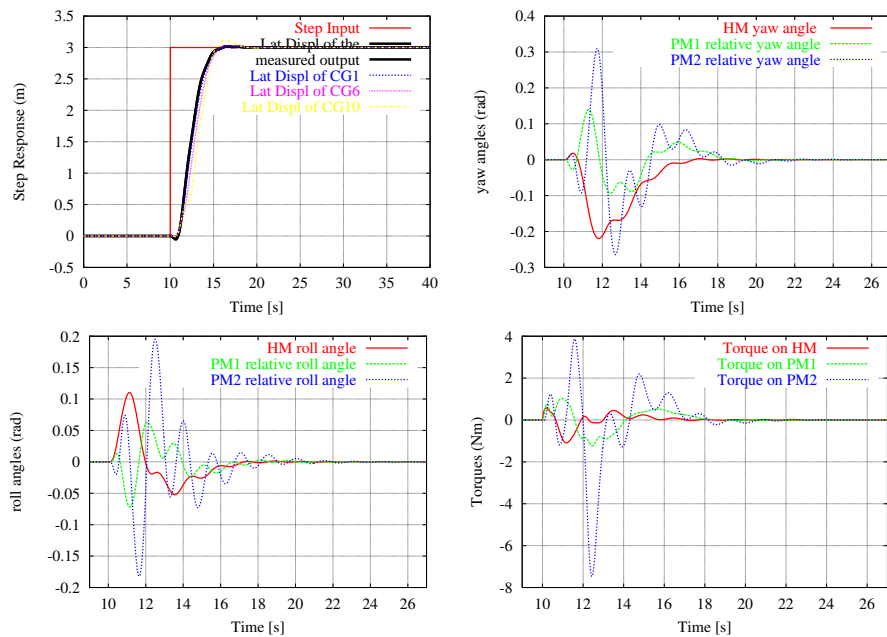 3.5
3
2.5
2
1.5
1
0.5
0
-0.5
Step Response (m)
Step Input
Lat Displ of the
measured output
Lat Displ of CG1
Lat Displ of CG6
Lat Displ of CG10
0 5 10 15 20 25 30 35 40
Time [s]
0.4
0.3
0.2
0.1
0
-0.1
-0.2
-0.3
yaw angles (rad)
HM yaw angle
PM1 relative yaw angle
PM2 relative yaw angle
10 12 14 16 18 20 22 24 26
Time [s]
0.2
0.15
0.1
0.05
0
-0.05
-0.1
-0.15
-0.2
roll angles (rad)
HM roll angle
PM1 relative roll angle
PM2 relative roll angle
10 12 14 16 18 20 22 24 26
Time [s]
4
2
0
-2
-4
-6
-8
Torques (Nm)
Torque on HM
Torque on PM1
Torque on PM2
10 12 14 16 18 20 22 24 26
Time [s]